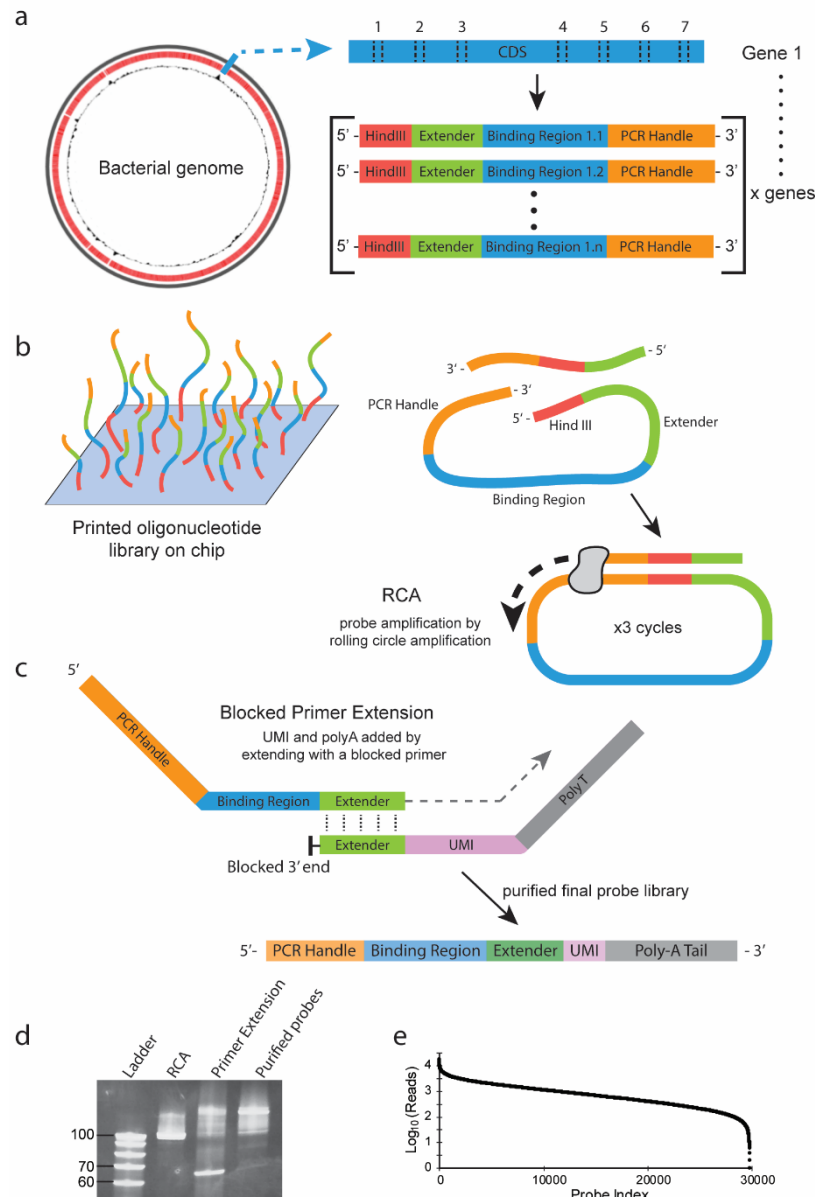 a
1 2 3 4 5 6 7
CDS
Gene 1
Bacterial genome
5' - HindIII Extender Binding Region 1.1 PCR Handle - 3'
5' - HindIII Extender Binding Region 1.2 PCR Handle - 3'
x genes
5' - HindIII Extender Binding Region 1.n PCR Handle - 3'
b
3' - - 5'
PCR Handle - 3'
5' - Hind III
Extender
Binding Region
Printed oligonucleotide
library on chip
RCA
probe amplification by
rolling circle amplification
x3 cycles
c
5'
PCR Handle
Blocked Primer Extension
UMI and polyA added by
extending with a blocked primer
Poly T
Binding Region Extender
Extender UMI
Blocked 3' end
purified final probe library
5'- PCR Handle Binding Region Extender UMI Poly-A Tail - 3'
d
Ladder
RCA
Primer Extension
Purified probes
100
70
60
e
Log10(Reads)
4
3
2
1
0
0 10000 20000 30000
Probe Index